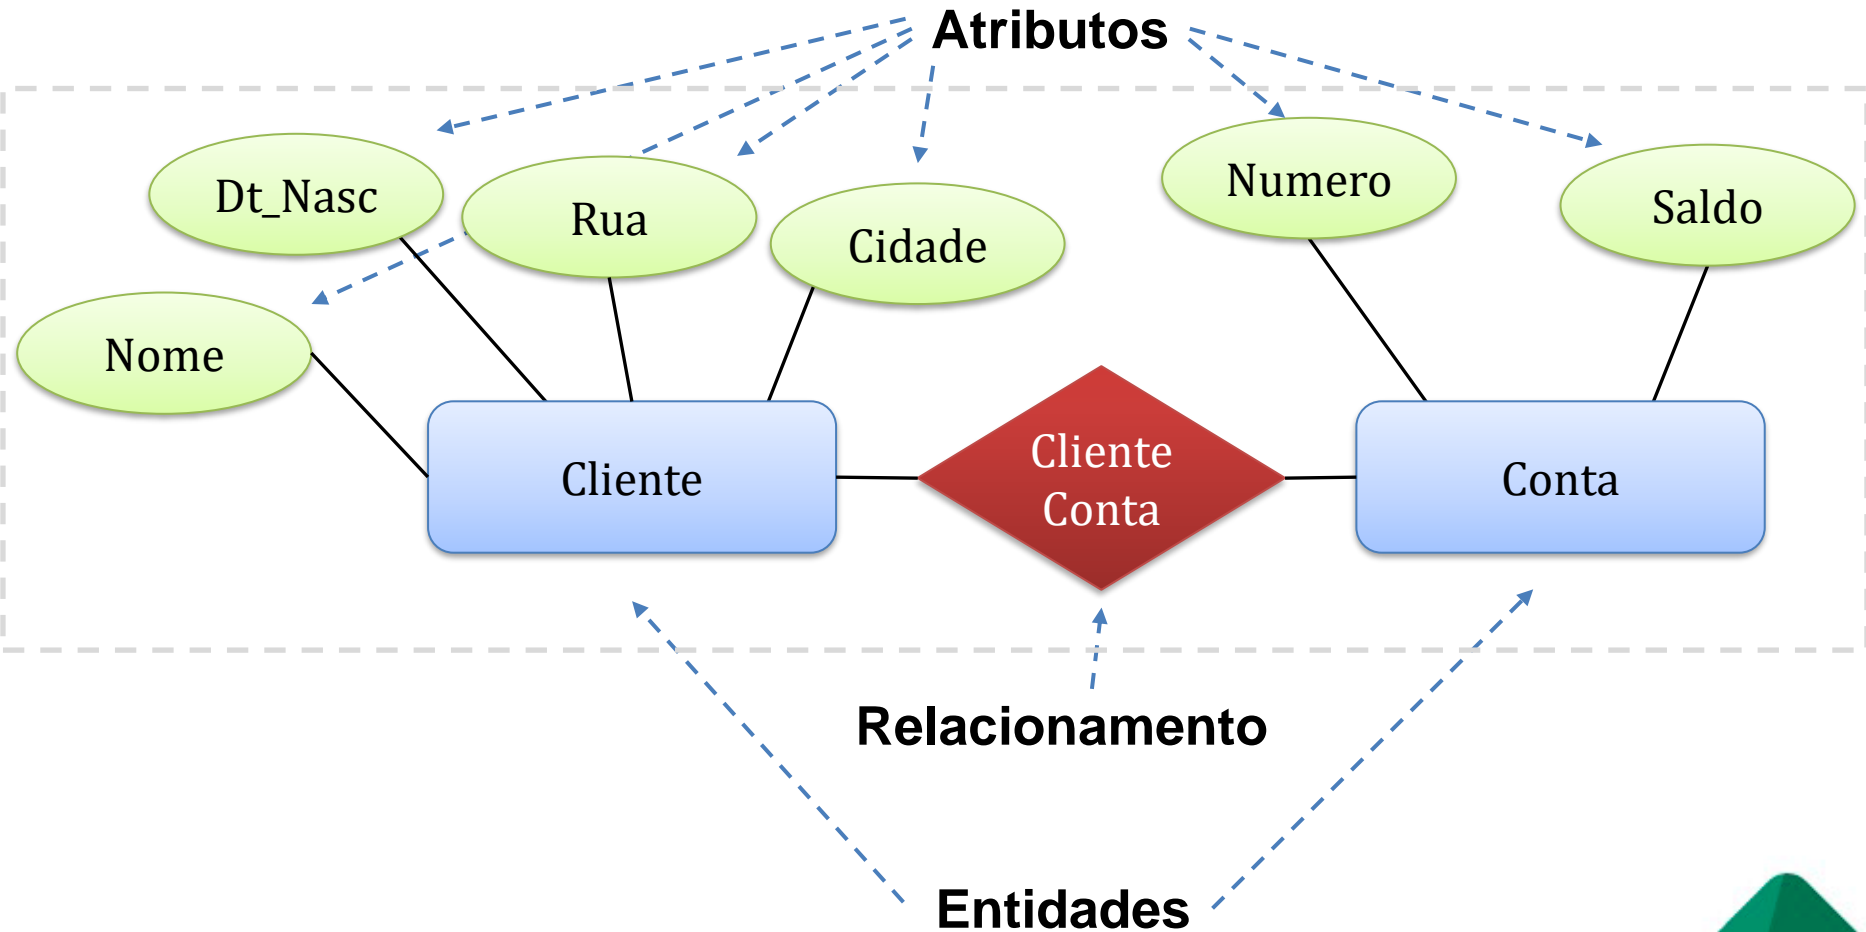 Atributos
Dt_Nasc
Rua
Cidade
Numero
Saldo
Nome
Cliente
Cliente
Conta
Conta
Relacionamento
Entidades